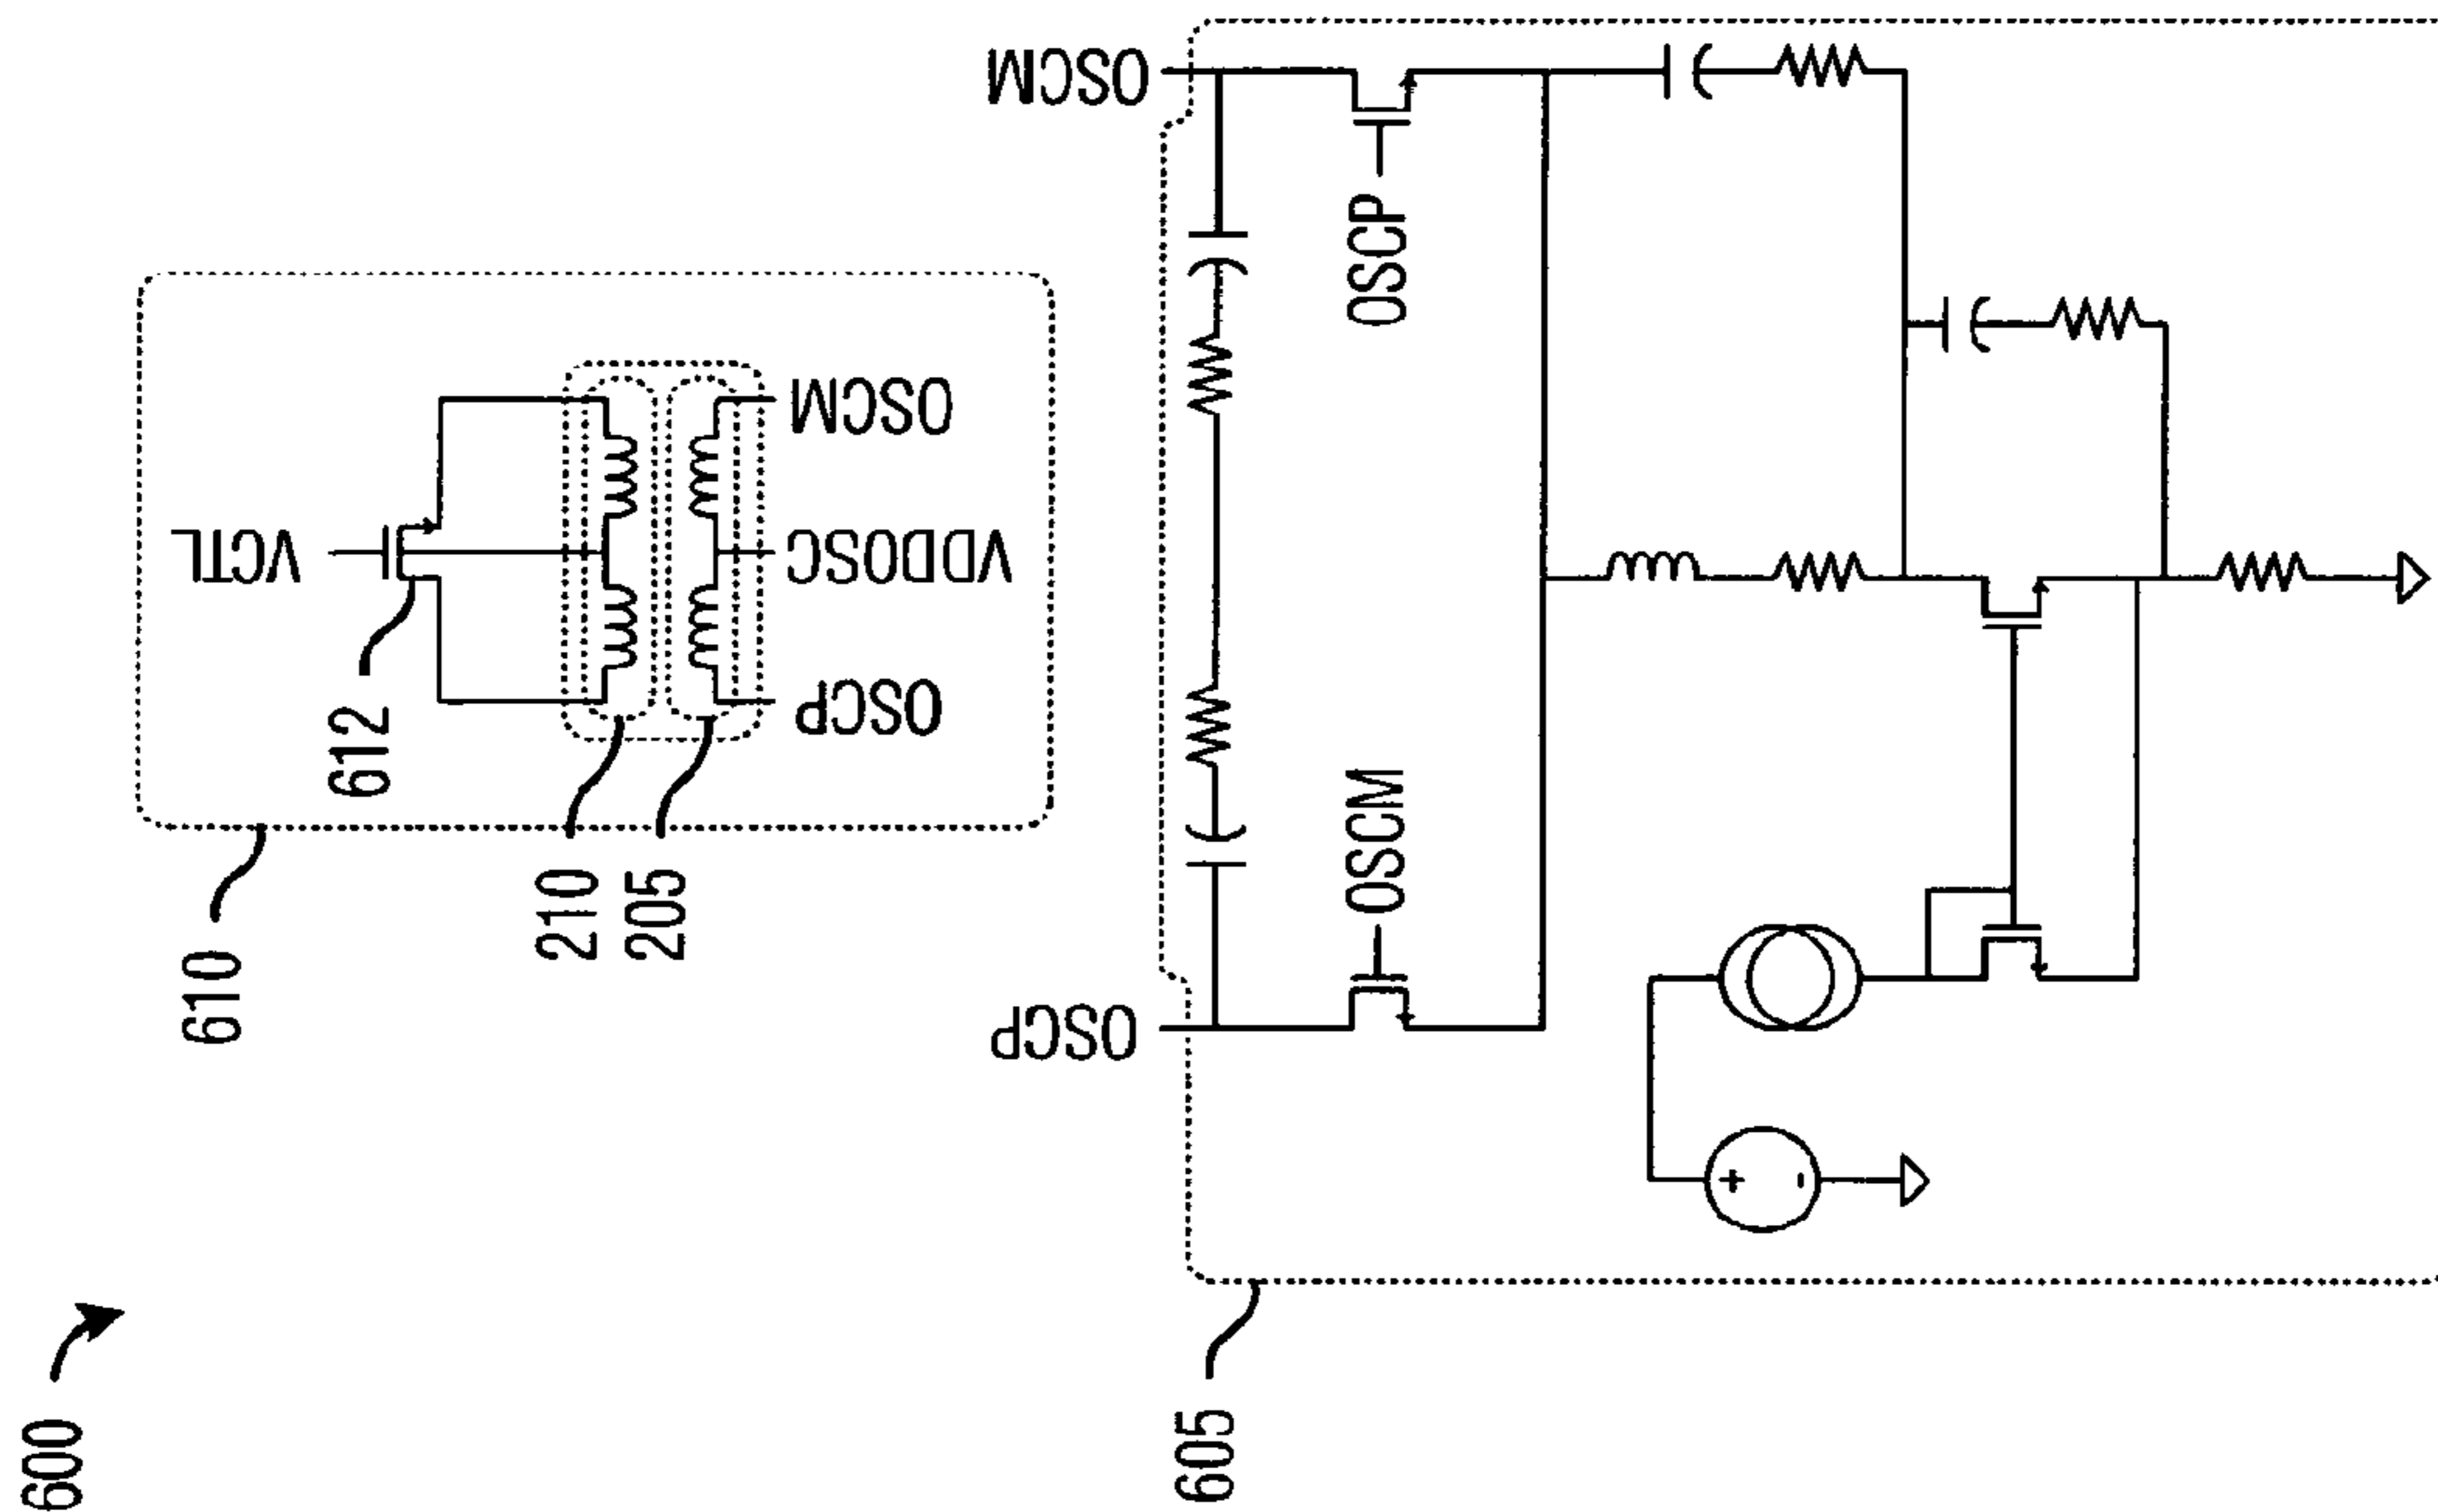 600
610
612
VCTL
210
205
OSCP
VDDOSC
OSCM
605
OSCP
OSCM
OSCM
OSCP
+
-